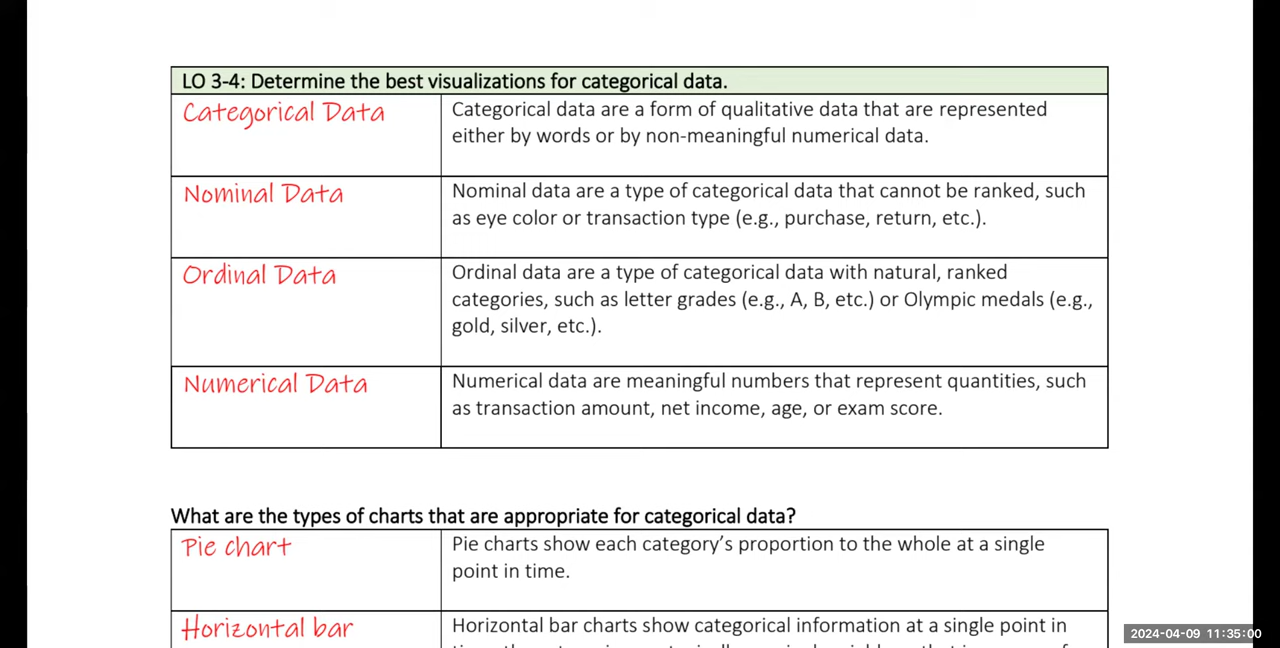 LO 3-4: Determine the best visualizations for categorical data.
Categorical Data
Categorical data are a form of qualitative data that are represented
either by words or by non-meaningful numerical data.
Nominal Data
Nominal data are a type of categorical data that cannot be ranked, such
as eye color or transaction type (e.g., purchase, return, etc.).
Ordinal Data
Ordinal data are a type of categorical data with natural, ranked
categories, such as letter grades (e.g., A, B, etc.) or Olympic medals (e.g.,
gold, silver, etc.).
Numerical Data
Numerical data are meaningful numbers that represent quantities, such
as transaction amount, net income, age, or exam score.
What are the types of charts that are appropriate for categorical data?
Pie chart
Pie charts show each category's proportion to the whole at a single
point in time.
Horizontal bar
Horizontal bar charts show categorical information at a single point in
2024-04-09 11:35:00